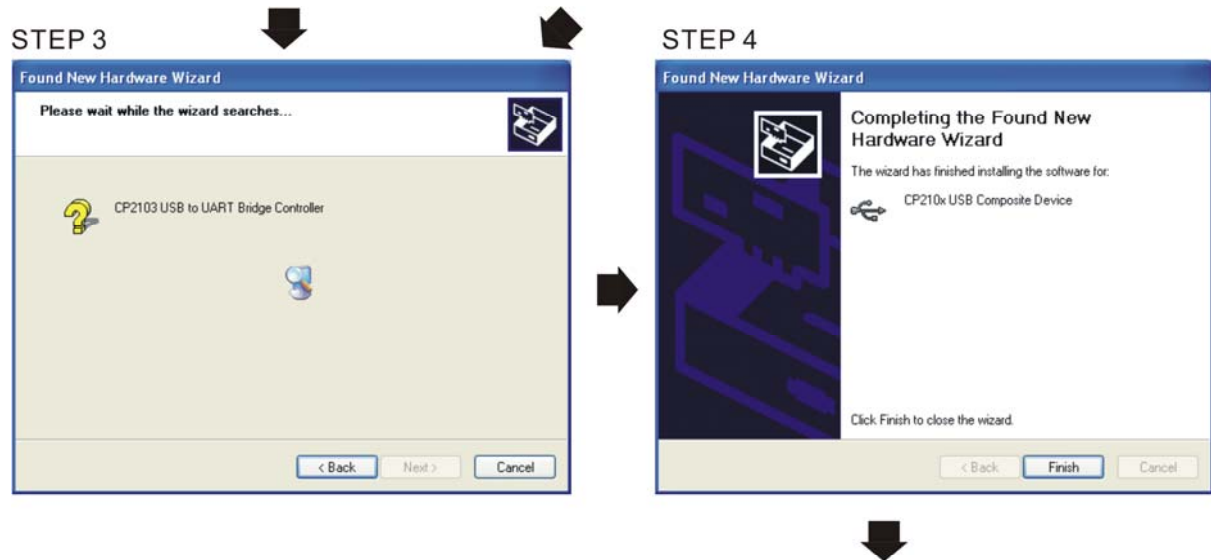 STEP 3
Found New Hardware Wizard
Please wait while the wizard searches...
CP2103 USB to UART Bridge Controller
< Back
Next >
Cancel
STEP 4
Found New Hardware Wizard
Completing the Found New
Hardware Wizard
The wizard has finished installing the software for:
CP210x USB Composite Device
Click Finish to close the wizard.
< Back
Finish
Cancel